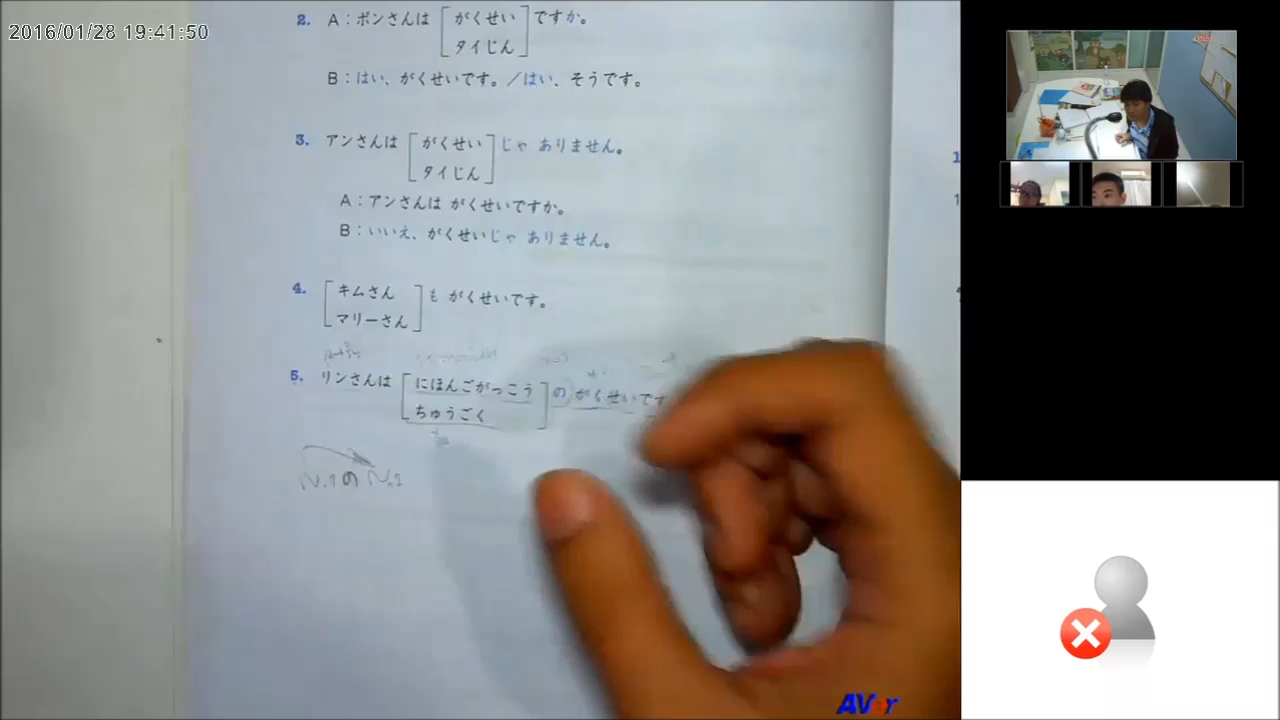 2016/01/28 19:41:50
2. A：ポンさんは [がくせい
タイじん] ですか。
B：はい、がくせいです。／はい、そうです。
3. アンさんは [がくせい
タイじん] じゃ ありません。
A：アンさんは がくせいですか。
B：いいえ、がくせいじゃ ありません。
4. [キムさん
マリーさん] も がくせいです。
5. リンさんは [にほんごがっこう
ちゅうごく] の がくせいです
N.1のN.2
AVer